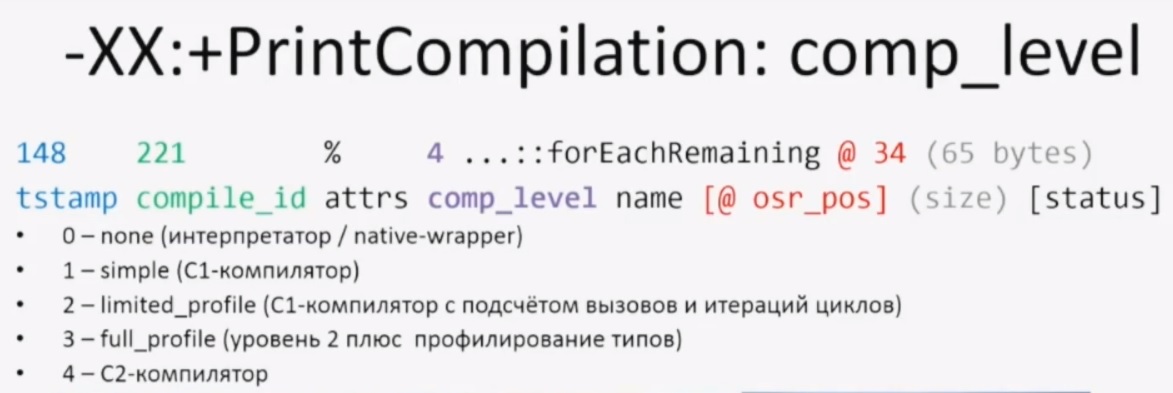 -XX:+PrintCompilation: comp_level
148 221 % 4 ...::forEachRemaining @ 34 (65 bytes)
tstamp compile_id attrs comp_level name [@ osr_pos] (size) [status]
• 0 – none (интерпретатор / native-wrapper)
• 1 – simple (C1-компилятор)
• 2 – limited_profile (C1-компилятор с подсчётом вызовов и итераций циклов)
• 3 – full_profile (уровень 2 плюс профилирование типов)
• 4 – C2-компилятор